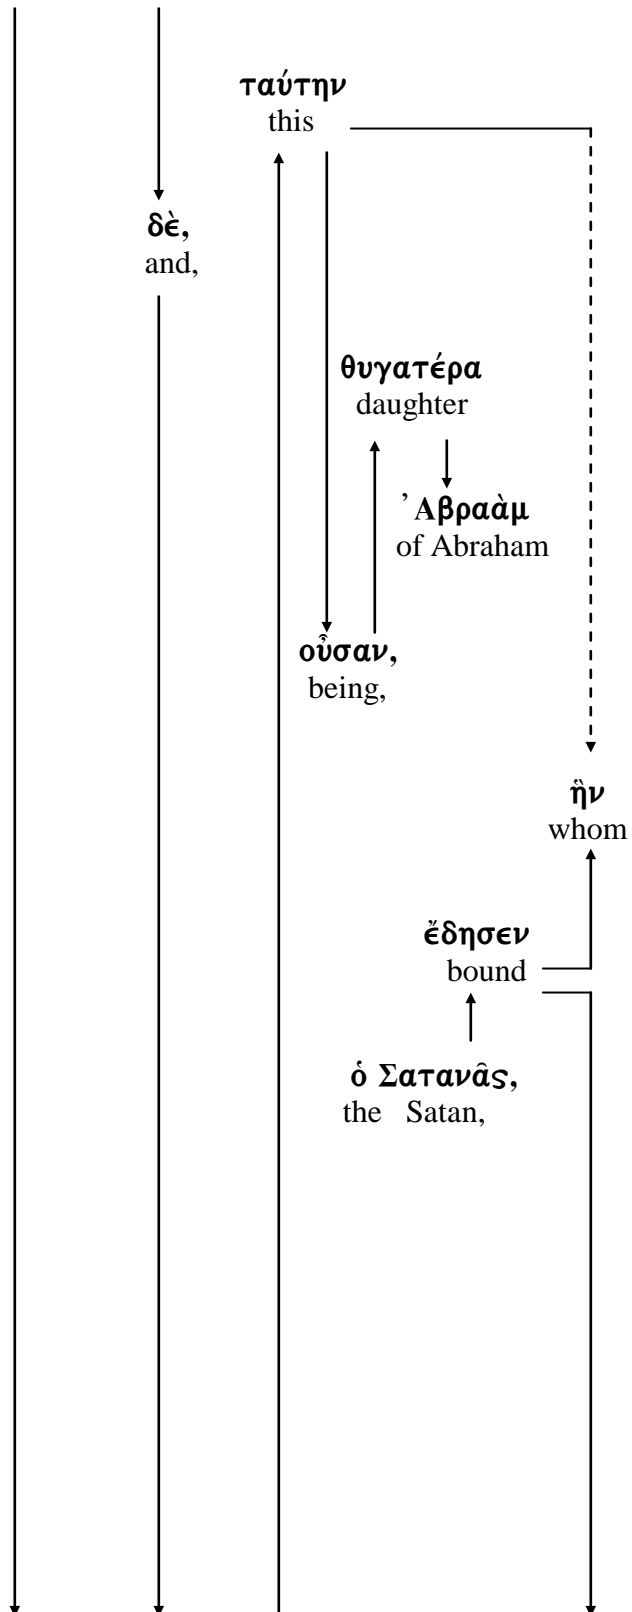 ταύτην
this
δὲ,
and,
θυγατέρα
daughter
Ἀβραὰμ
of Abraham
οὖσαν,
being,
ἣν
whom
ἔδησεν
bound
ὁ Σατανᾶς,
the Satan,